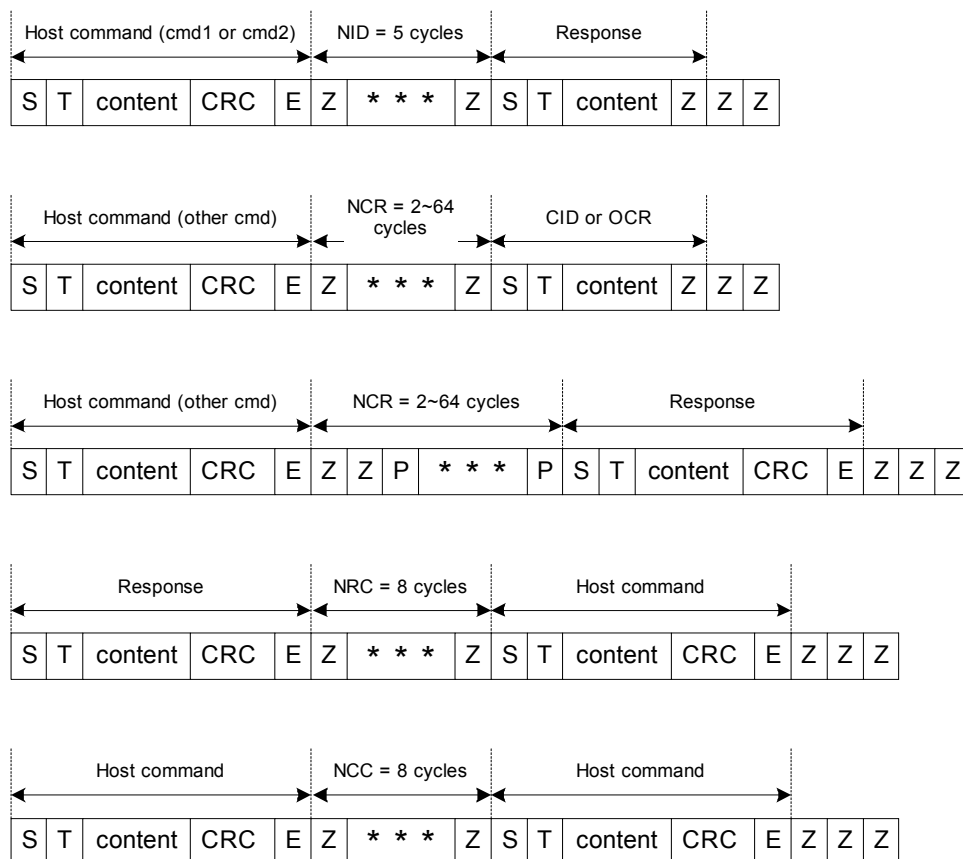 Host command (cmd1 or cmd2) NID = 5 cycles Response
S T content CRC E Z * * * Z S T content Z Z Z
Host command (other cmd) NCR = 2~64 cycles CID or OCR
S T content CRC E Z * * * Z S T content Z Z Z
Host command (other cmd) NCR = 2~64 cycles Response
S T content CRC E Z Z P * * * P S T content CRC E Z Z Z
Response NRC = 8 cycles Host command
S T content CRC E Z * * * Z S T content CRC E Z Z Z
Host command NCC = 8 cycles Host command
S T content CRC E Z * * * Z S T content CRC E Z Z Z